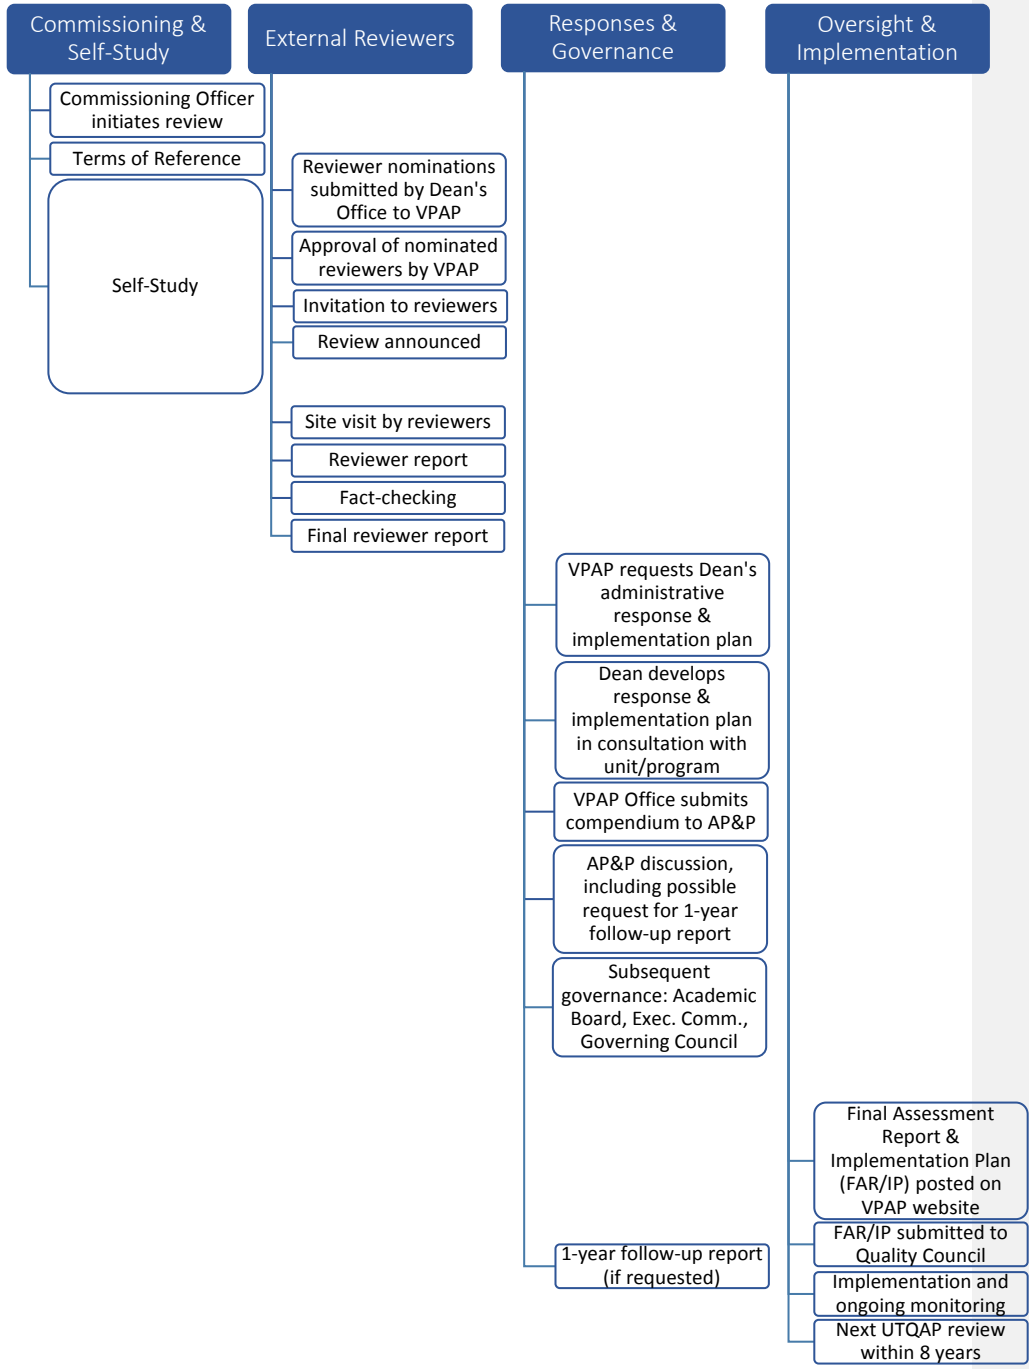 Commissioning &
Self-Study
Commissioning Officer
initiates review
Terms of Reference
Self-Study
External Reviewers
Reviewer nominations
submitted by Dean's
Office to VPAP
Approval of nominated
reviewers by VPAP
Invitation to reviewers
Review announced
Site visit by reviewers
Reviewer report
Fact-checking
Final reviewer report
Responses &
Governance
VPAP requests Dean's
administrative
response &
implementation plan
Dean develops
response &
implementation plan
in consultation with
unit/program
VPAP Office submits
compendium to AP&P
AP&P discussion,
including possible
request for 1-year
follow-up report
Subsequent
governance: Academic
Board, Exec. Comm.,
Governing Council
1-year follow-up report
(if requested)
Oversight &
Implementation
Final Assessment
Report &
Implementation Plan
(FAR/IP) posted on
VPAP website
FAR/IP submitted to
Quality Council
Implementation and
ongoing monitoring
Next UTQAP review
within 8 years